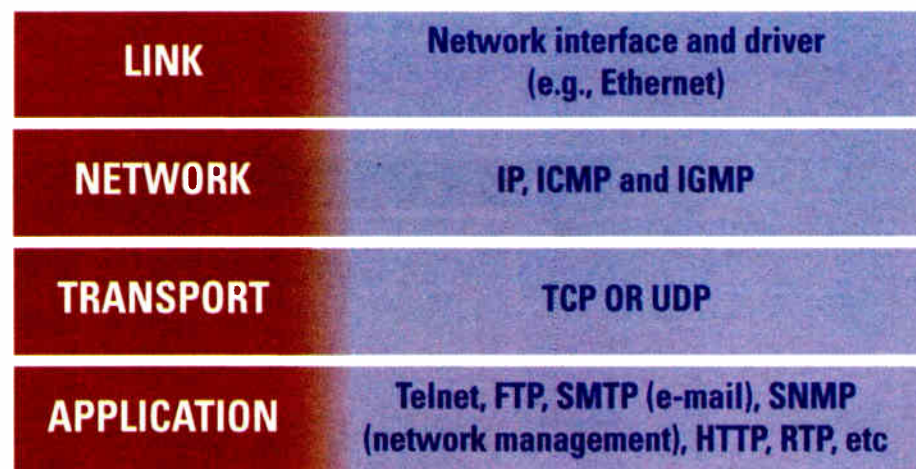 LINK
Network interface and driver
(e.g., Ethernet)
NETWORK
IP, ICMP and IGMP
TRANSPORT
TCP OR UDP
APPLICATION
Telnet, FTP, SMTP (e-mail), SNMP
(network management), HTTP, RTP, etc